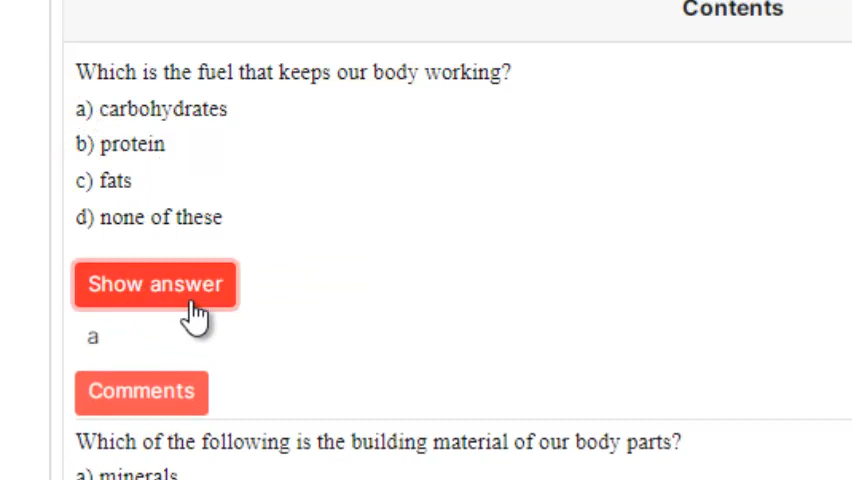 Contents
Which is the fuel that keeps our body working?
a) carbohydrates
b) protein
c) fats
d) none of these
Show answer
a
Comments
Which of the following is the building material of our body parts?
a) minerals